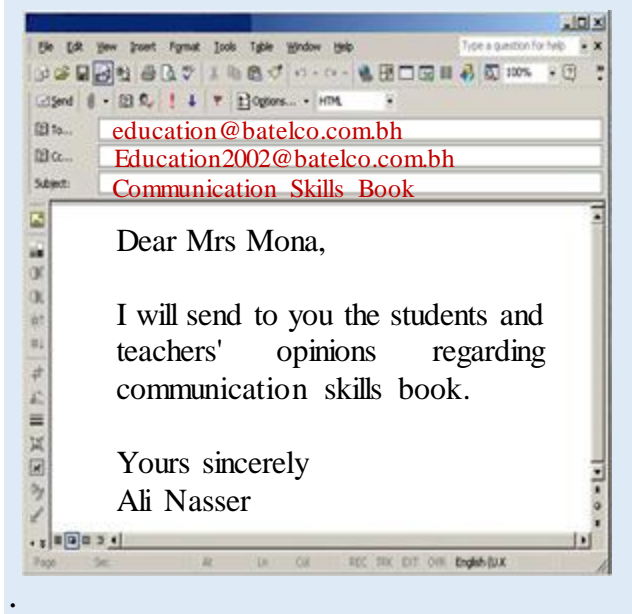 File Edit View Insert Format Tools Table Window Help Type a question for help
100%
Send Options... HTML
To... education@batelco.com.bh
Cc... Education2002@batelco.com.bh
Subject: Communication Skills Book
Dear Mrs Mona,
I will send to you the students and
teachers' opinions regarding
communication skills book.
Yours sincerely
Ali Nasser
Page Sec At Ln Col REC TRK EXT OVR English (U.K
.